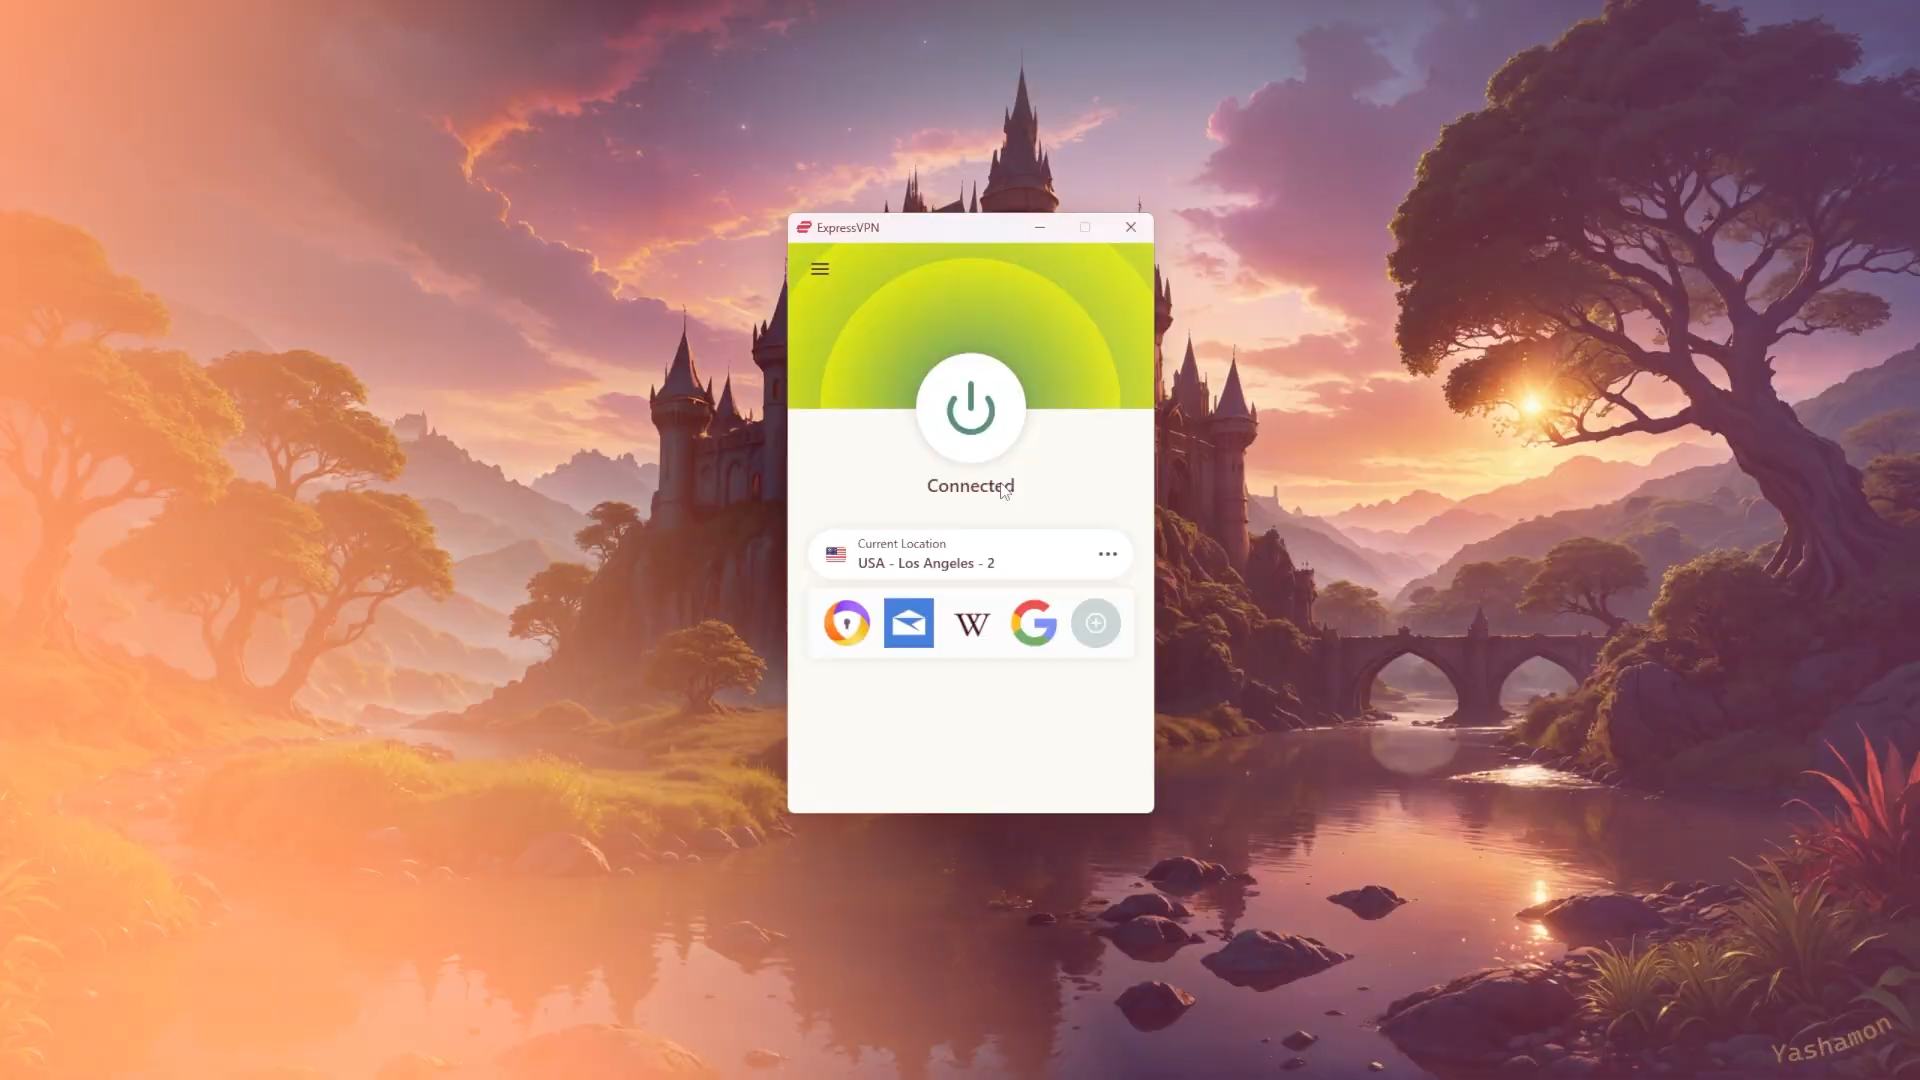 ExpressVPN
Connected
Current Location
USA - Los Angeles - 2
W
Yashamon